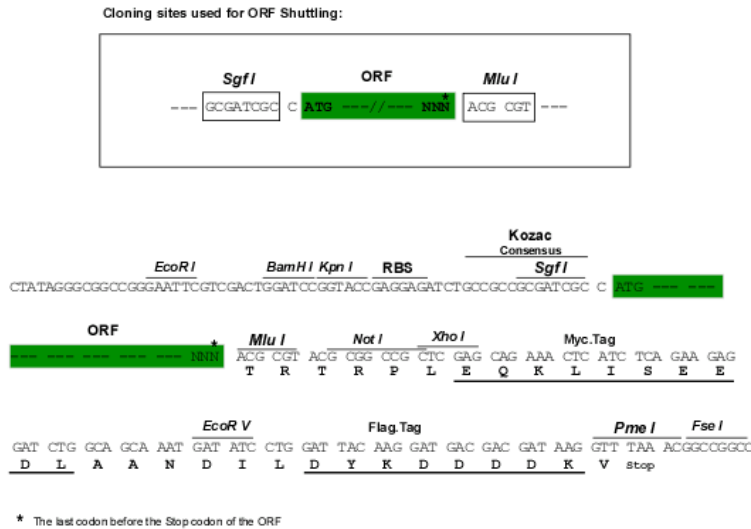 Cloning sites used for ORF Shuttling:
Sgf I ORF Mlu I
*
--- GCGATCGC C ATG ---//--- NNN ACG CGT ---
Kozac
Consensus
EcoR I BamH I Kpn I RBS Sgf I
CTATAGGGCGGCCGGGAATTCGTCGACTGGATCCGGTACCGAGGAGATCTGCCGCCGCGATCGC C ATG --- ---
ORF
* Mlu I Not I Xho I Myc.Tag
--- --- --- --- --- --- NNN ACG CGT ACG CGG CCG CTC GAG CAG AAA CTC ATC TCA GAA GAG
T R T R P L E Q K L I S E E
EcoR V Flag.Tag Pme I Fse I
GAT CTG GCA GCA AAT GAT ATC CTG GAT TAC AAG GAT GAC GAC GAT AAG GTT TAA ACGGCCGGCC
D L A A N D I L D Y K D D D D K V Stop
* The last codon before the Stop codon of the ORF